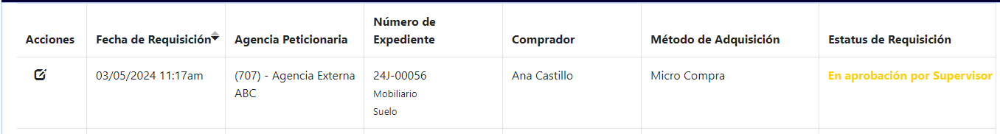 Acciones
Fecha de Requisición
Agencia Peticionaria
Número de
Expediente
Comprador
Método de Adquisición
Estatus de Requisición
03/05/2024 11:17am
(707) - Agencia Externa
ABC
24J-00056
Mobiliario
Suelo
Ana Castillo
Micro Compra
En aprobación por Supervisor